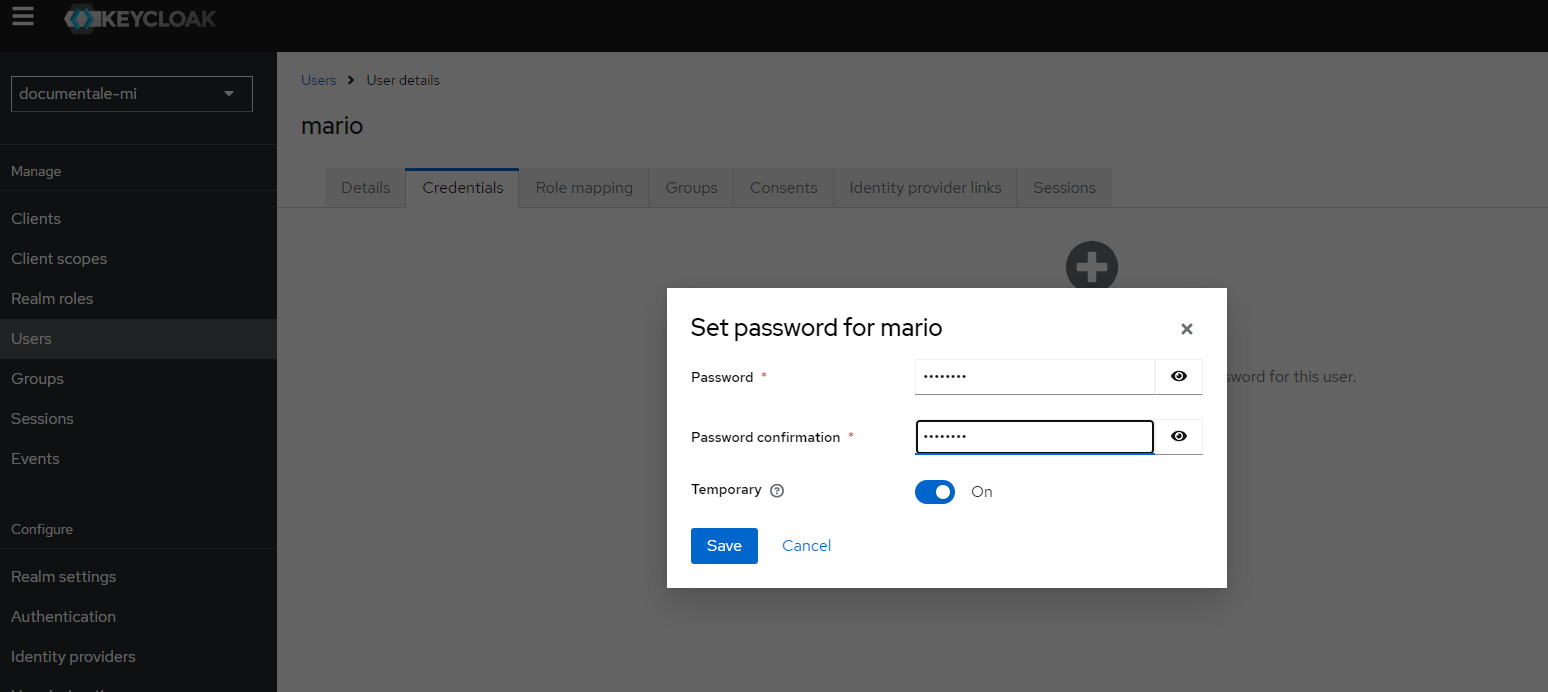 KEYCLOAK
documentale-mi
Manage
Clients
Client scopes
Realm roles
Users
Groups
Sessions
Events
Configure
Realm settings
Authentication
Identity providers
Users > User details
mario
Details Credentials Role mapping Groups Consents Identity provider links Sessions
for this user.
Set password for mario
Password *
••••••••
Password confirmation *
••••••••
Temporary ? On
Save Cancel